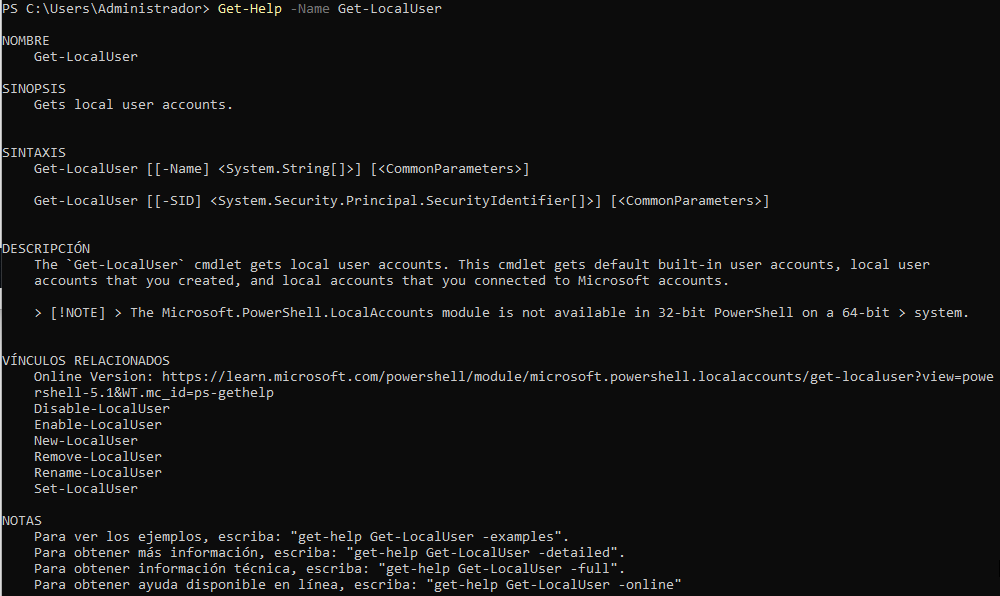 PS C:\Users\Administrador> Get-Help -Name Get-LocalUser
NOMBRE
Get-LocalUser
SINOPSIS
Gets local user accounts.
SINTAXIS
Get-LocalUser [[-Name] <System.String[]>] [<CommonParameters>]
Get-LocalUser [[-SID] <System.Security.Principal.SecurityIdentifier[]>] [<CommonParameters>]
DESCRIPCIÓN
The `Get-LocalUser` cmdlet gets local user accounts. This cmdlet gets default built-in user accounts, local user
accounts that you created, and local accounts that you connected to Microsoft accounts.
> [!NOTE] > The Microsoft.PowerShell.LocalAccounts module is not available in 32-bit PowerShell on a 64-bit > system.
VÍNCULOS RELACIONADOS
Online Version: https://learn.microsoft.com/powershell/module/microsoft.powershell.localaccounts/get-localuser?view=powe
rshell-5.1&WT.mc_id=ps-gethelp
Disable-LocalUser
Enable-LocalUser
New-LocalUser
Remove-LocalUser
Rename-LocalUser
Set-LocalUser
NOTAS
Para ver los ejemplos, escriba: "get-help Get-LocalUser -examples".
Para obtener más información, escriba: "get-help Get-LocalUser -detailed".
Para obtener información técnica, escriba: "get-help Get-LocalUser -full".
Para obtener ayuda disponible en línea, escriba: "get-help Get-LocalUser -online"